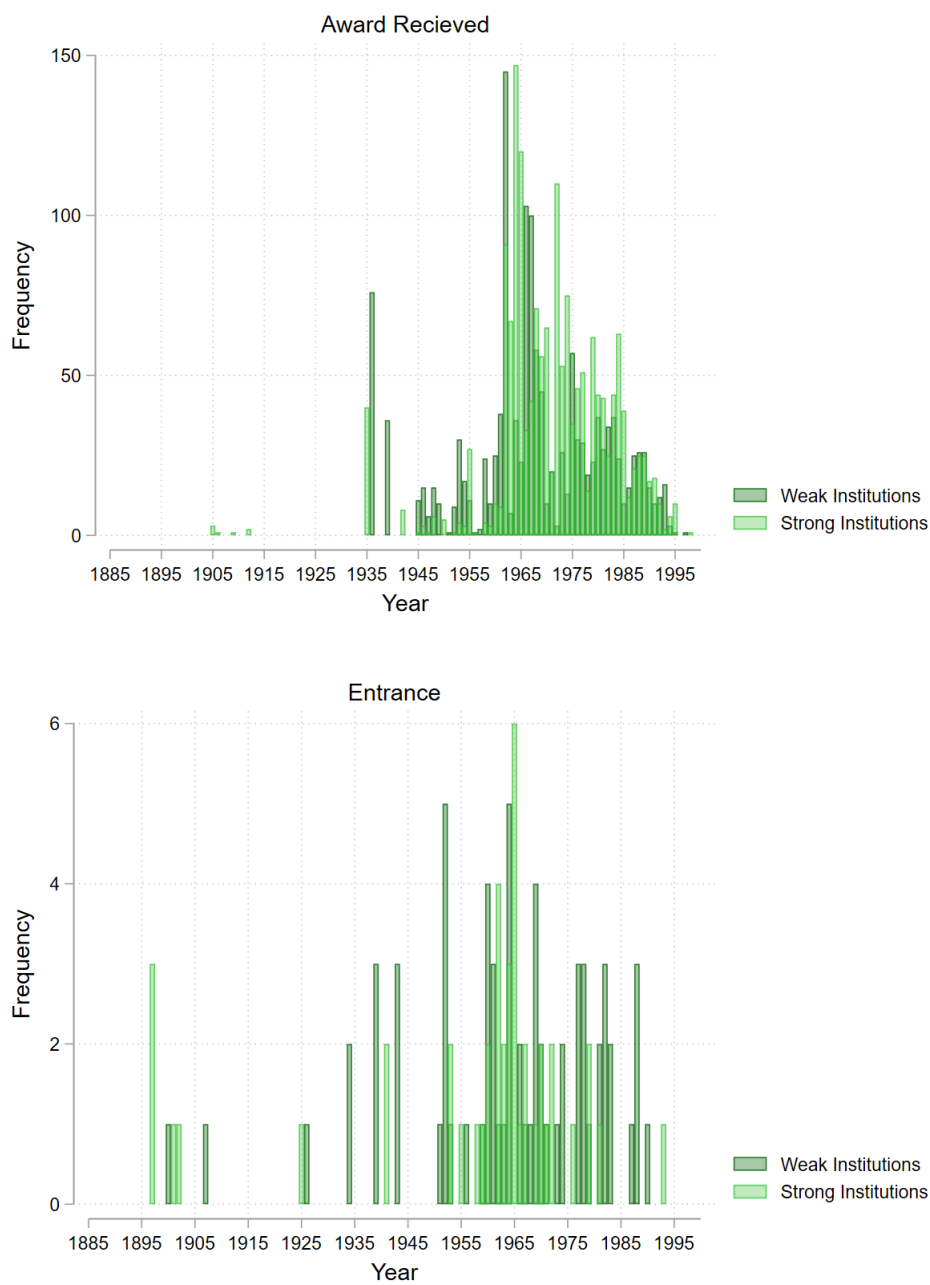 Award Recieved
150
100
50
0
Frequency
1885 1895 1905 1915 1925 1935 1945 1955 1965 1975 1985 1995
Year
Weak Institutions
Strong Institutions
Entrance
6
4
2
0
Frequency
1885 1895 1905 1915 1925 1935 1945 1955 1965 1975 1985 1995
Year
Weak Institutions
Strong Institutions